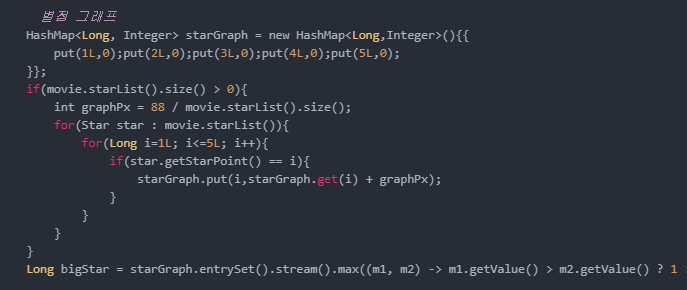 별점 그래프
HashMap<Long, Integer> starGraph = new HashMap<Long,Integer>(){{
put(1L,0);put(2L,0);put(3L,0);put(4L,0);put(5L,0);
}};
if(movie.starList().size() > 0){
int graphPx = 88 / movie.starList().size();
for(Star star : movie.starList()){
for(Long i=1L; i<=5L; i++){
if(star.getStarPoint() == i){
starGraph.put(i,starGraph.get(i) + graphPx);
}
}
}
}
Long bigStar = starGraph.entrySet().stream().max((m1, m2) -> m1.getValue() > m2.getValue() ? 1